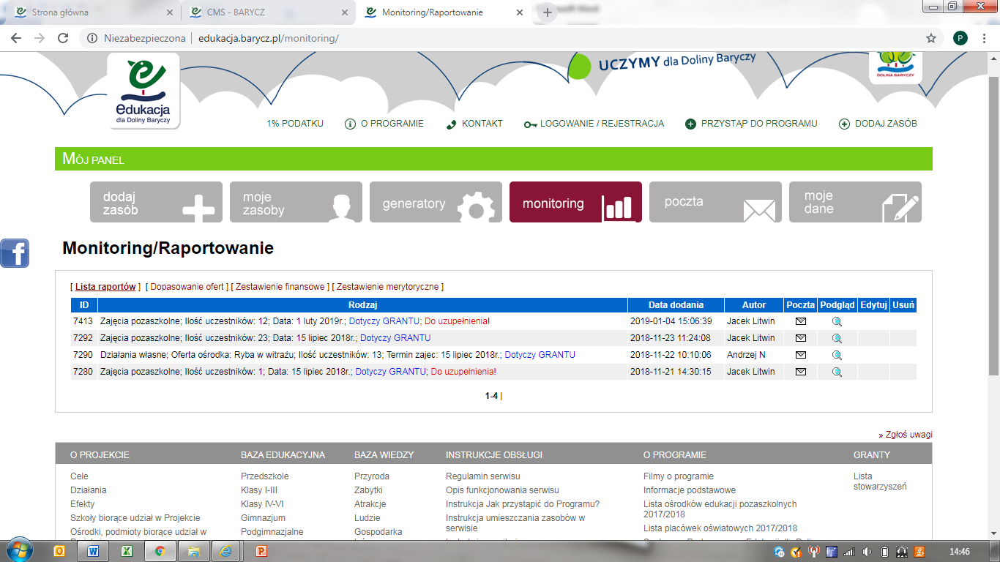 Strona główna
CMS - BARYCZ
Monitoring/Raportowanie
Niezabezpieczona
edukacja.barycz.pl/monitoring/
P
edukacja
dla Doliny Baryczy
UCZYMY dla Doliny Baryczy
DOLINA BARYCZY
1% PODATKU
O PROGRAMIE
KONTAKT
LOGOWANIE / REJESTRACJA
PRZYSTĄP DO PROGRAMU
DODAJ ZASÓB
MÓJ PANEL
dodaj
zasób
moje
zasoby
generatory
monitoring
poczta
moje
dane
Monitoring/Raportowanie
[ Lista raportów ] [ Dopasowanie ofert ] [ Zestawienie finansowe ] [ Zestawienie merytoryczne ]
ID Rodzaj Data dodania Autor Poczta Podgląd Edytuj Usuń
7413 Zajęcia pozaszkolne; Ilość uczestników: 12; Data: 1 luty 2019r.; Dotyczy GRANTU; Do uzupełnienia! 2019-01-04 15:06:39 Jacek Litwin
7292 Zajęcia pozaszkolne; Ilość uczestników: 23; Data: 15 lipiec 2018r.; Dotyczy GRANTU 2018-11-23 11:24:08 Jacek Litwin
7290 Działania własne; Oferta ośrodka: Ryba w witrażu; Ilość uczestników: 13; Termin zajec: 15 lipiec 2018r.; Dotyczy GRANTU 2018-11-22 10:10:06 Andrzej N
7280 Zajęcia pozaszkolne; Ilość uczestników: 1; Data: 15 lipiec 2018r.; Dotyczy GRANTU; Do uzupełnienia! 2018-11-21 14:30:15 Jacek Litwin
1-4 |
» Zgłoś uwagi
O PROJEKCIE
Cele
Działania
Efekty
Szkoły biorące udział w Projekcie
Ośrodki, podmioty biorące udział w
BAZA EDUKACYJNA
Przedszkole
Klasy I-III
Klasy IV-VI
Gimnazjum
Podgimnazjalne
BAZA WIEDZY
Przyroda
Zabytki
Atrakcje
Ludzie
Gospodarka
INSTRUKCJE OBSŁUGI
Regulamin serwisu
Opis funkcjonowania serwisu
Instrukcja Jak przystąpić do Programu?
Instrukcja umieszczania zasobów w
serwisie
O PROGRAMIE
Filmy o programie
Informacje podstawowe
Lista ośrodków edukacji pozaszkolnych
2017/2018
Lista placówek oświatowych 2017/2018
GRANTY
Lista
stowarzyszeń
14:46